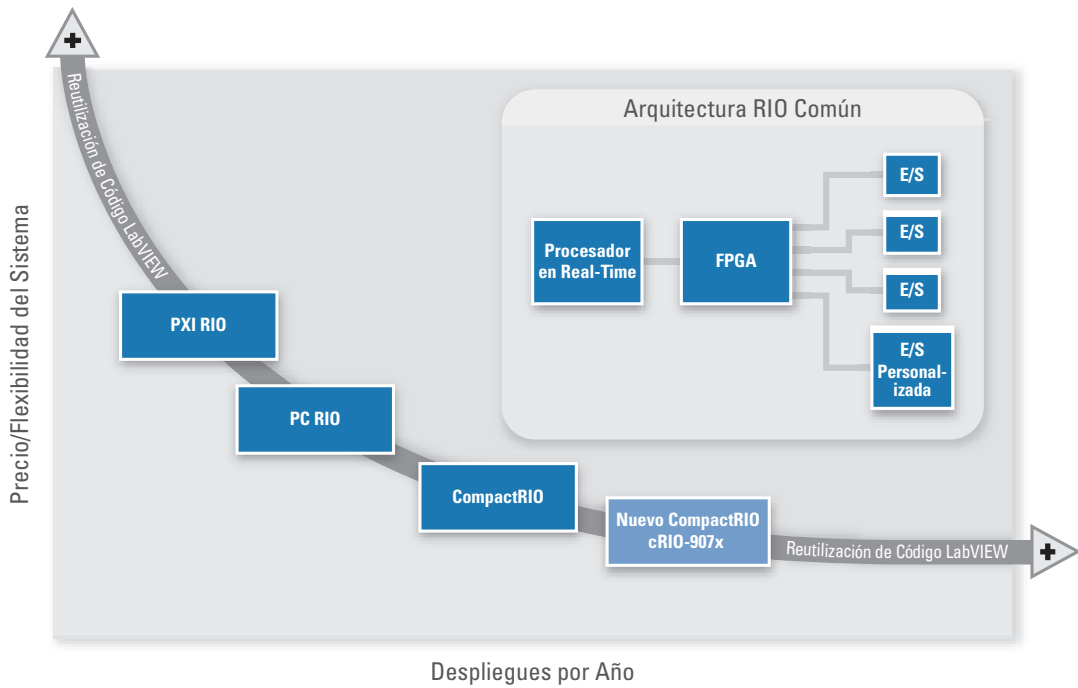 Precio/Flexibilidad del Sistema
Reutilización de Código LabVIEW
Arquitectura RIO Común
Procesador
en Real-Time
FPGA
E/S
E/S
E/S
E/S
Personal-
izada
PXI RIO
PC RIO
CompactRIO
Nuevo CompactRIO
cRIO-907x
Reutilización de Código LabVIEW
Despliegues por Año